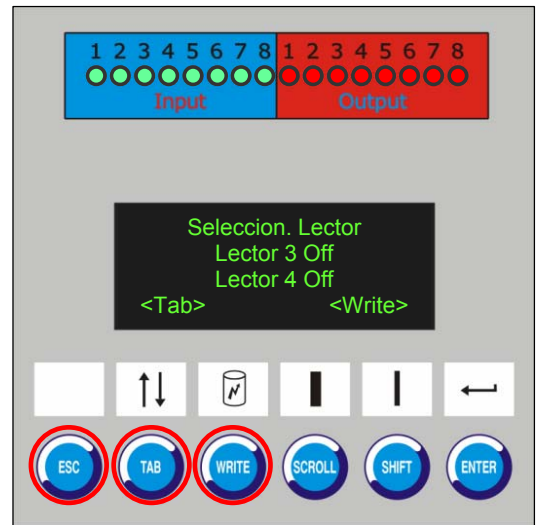 1 2 3 4 5 6 7 8 1 2 3 4 5 6 7 8
Input Output
Seleccion. Lector
Lector 3 Off
Lector 4 Off
<Tab> <Write>
ESC TAB WRITE SCROLL SHIFT ENTER